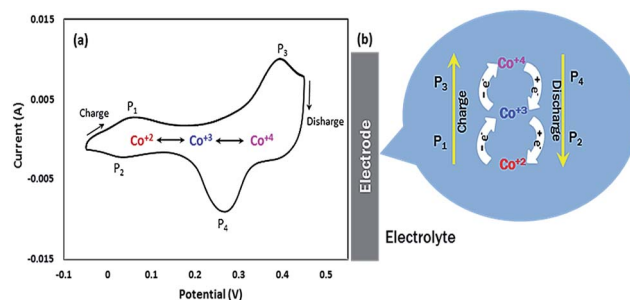 (a)
Current (A)
0.015
0.005
-0.005
-0.015
-0.1
0
0.1
0.2
0.3
0.4
0.5
Potential (V)
Charge
P1
P2
P3
P4
Disharge
Co+2
Co+3
Co+4
Electrode
(b)
Electrolyte
P3
P1
Charge
Co+4
Co+3
Co+2
- e-
+ e-
- e-
+ e-
Discharge
P4
P2